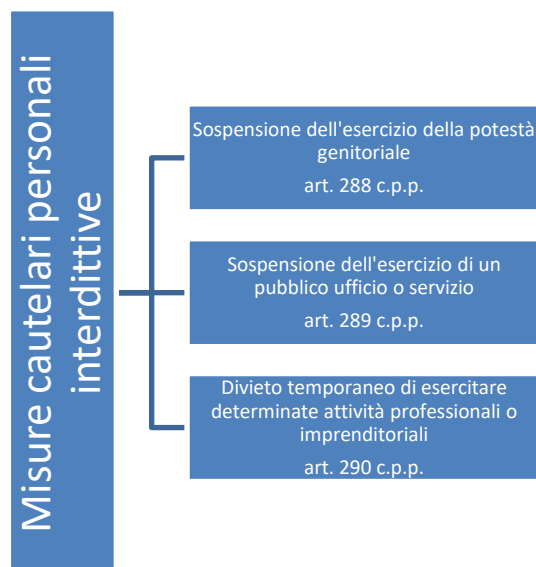 Misure cautelari personali
interdittive
Sospensione dell'esercizio della potestà
genitoriale
art. 288 c.p.p.
Sospensione dell'esercizio di un
pubblico ufficio o servizio
art. 289 c.p.p.
Divieto temporaneo di esercitare
determinate attività professionali o
imprenditoriali
art. 290 c.p.p.